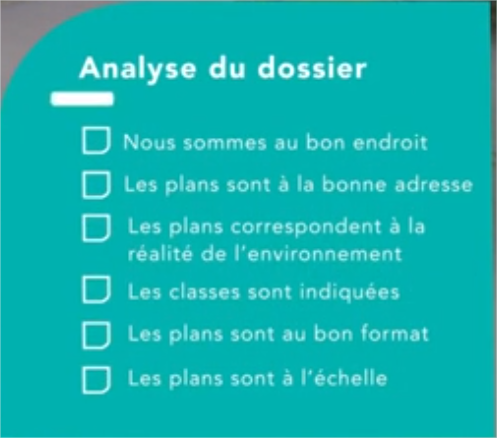 Analyse du dossier
Nous sommes au bon endroit
Les plans sont à la bonne adresse
Les plans correspondent à la
réalité de l'environnement
Les classes sont indiquées
Les plans sont au bon format
Les plans sont à l'échelle